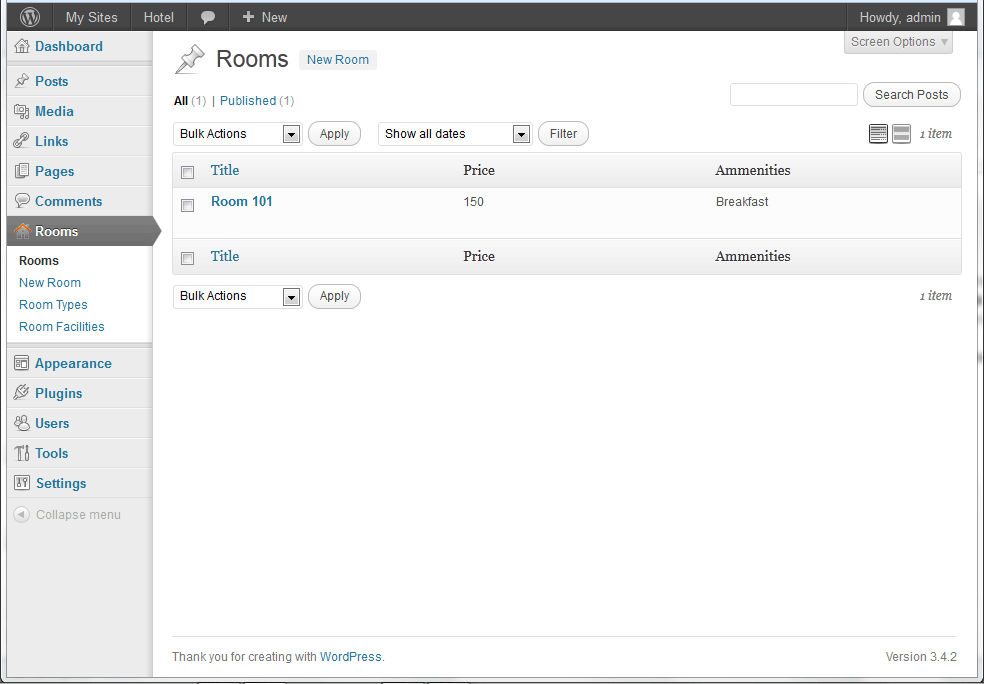 My Sites Hotel New Howdy, admin
Screen Options
Dashboard
Posts
Media
Links
Pages
Comments
Rooms
Rooms
New Room
Room Types
Room Facilities
Appearance
Plugins
Users
Tools
Settings
Collapse menu
Rooms New Room
All (1) | Published (1)
Search Posts
Bulk Actions Apply Show all dates Filter 1 item
Title Price Ammenities
Room 101 150 Breakfast
Title Price Ammenities
Bulk Actions Apply 1 item
Thank you for creating with WordPress. Version 3.4.2